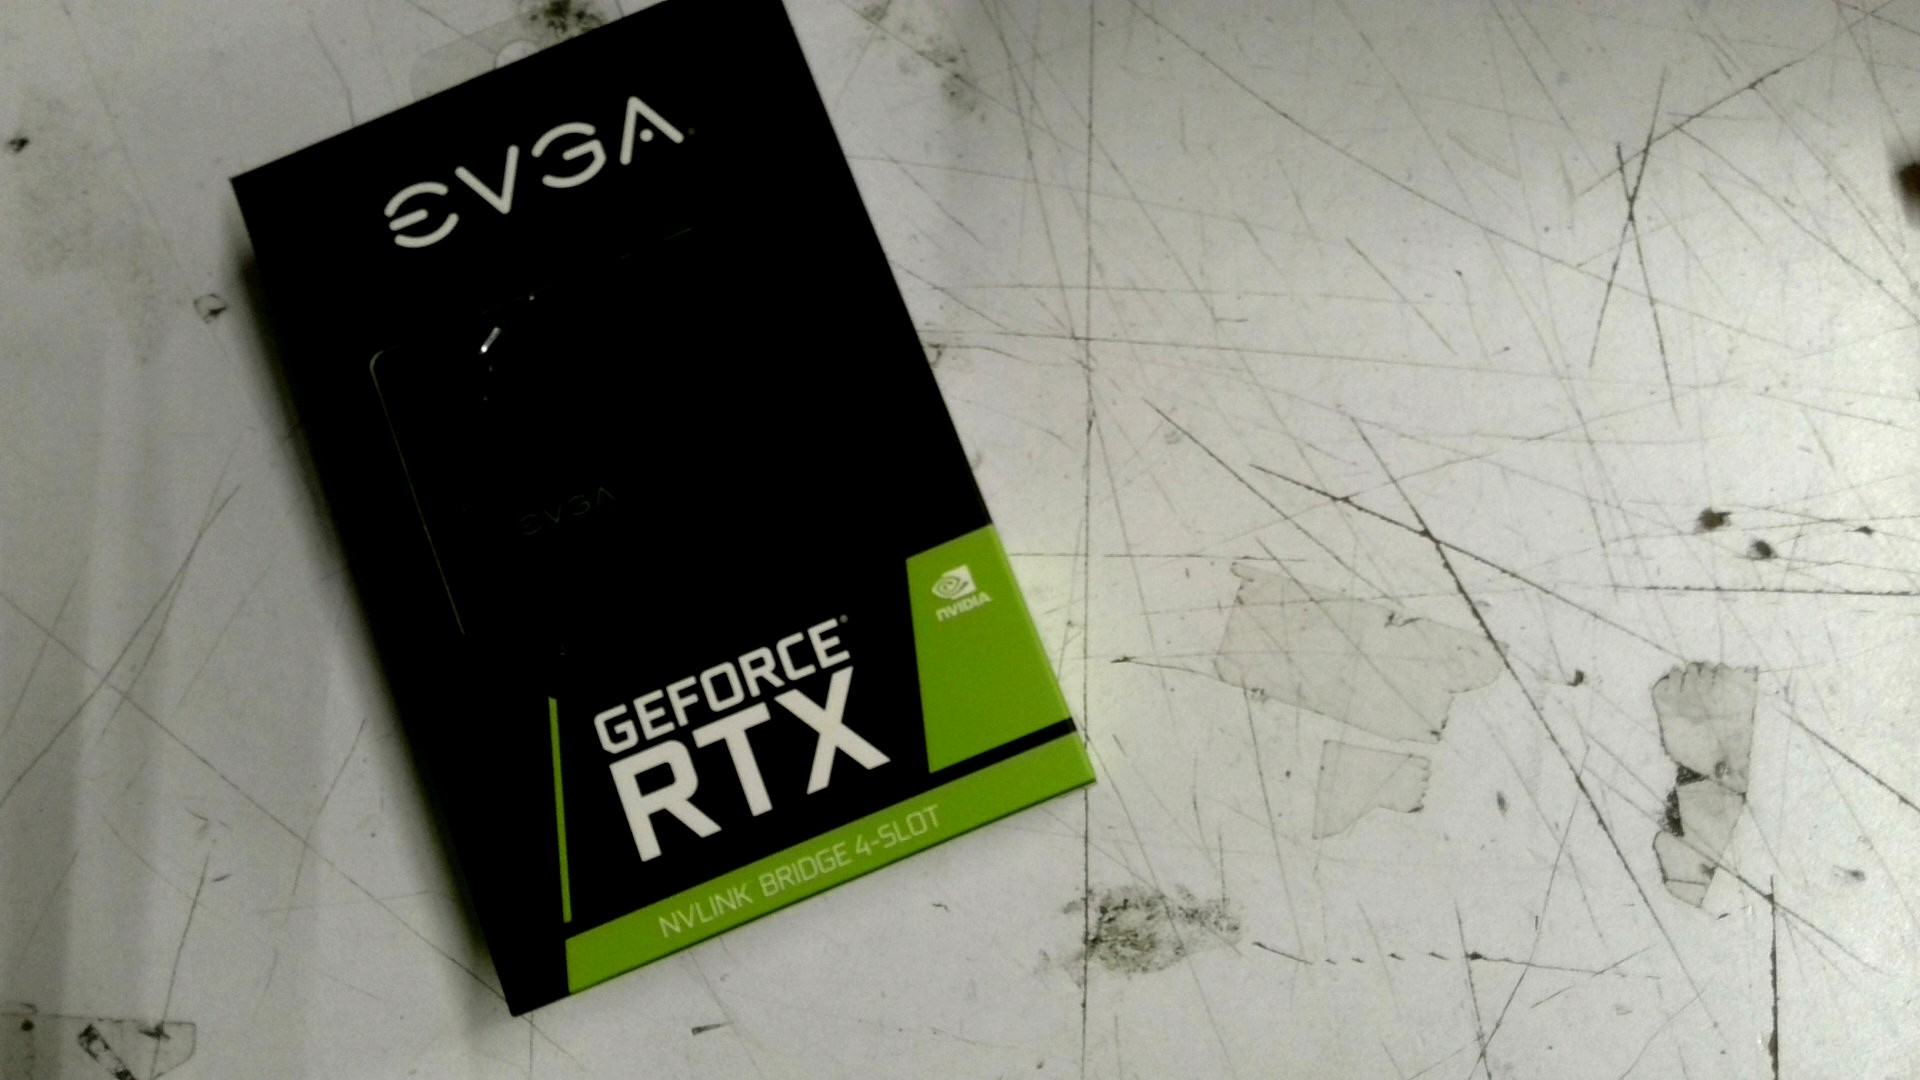 EVGA
EVGA
NVIDIA
GEFORCE
RTX
NVLINK BRIDGE 4-SLOT